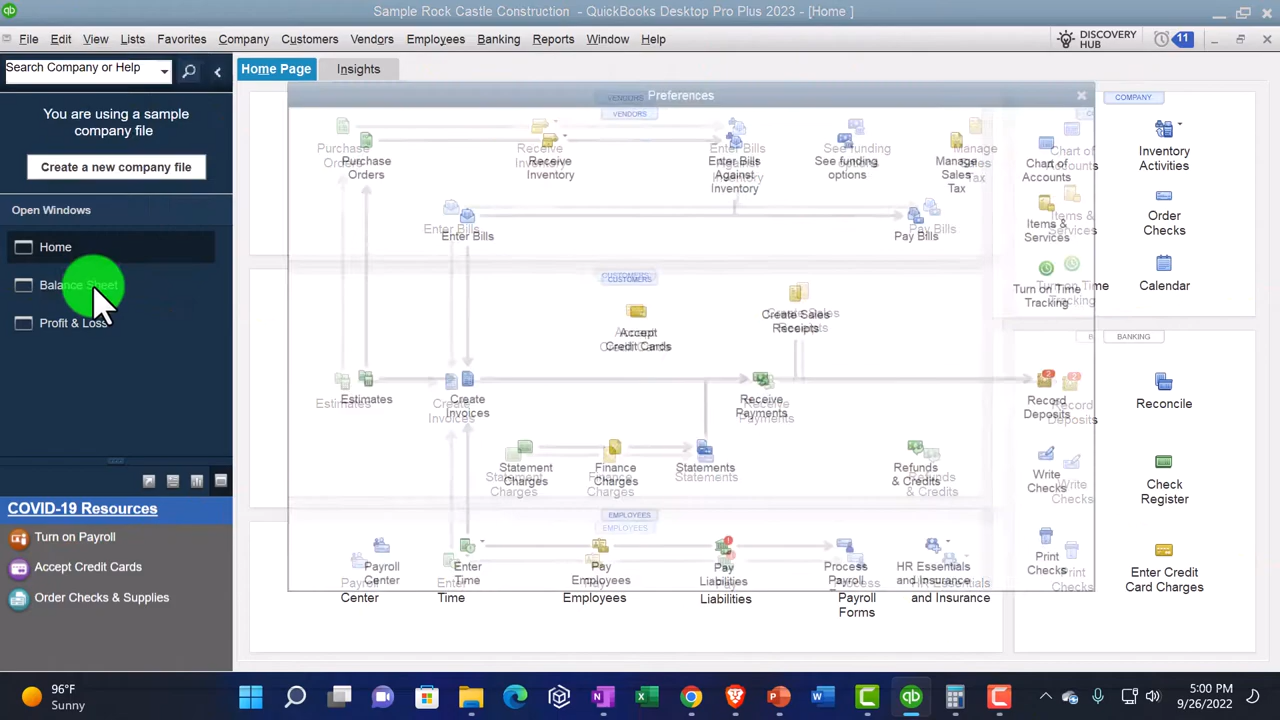 Sample Rock Castle Construction - QuickBooks Desktop Pro Plus 2023 - [Home ]
File Edit View Lists Favorites Company Customers Vendors Employees Banking Reports Window Help
DISCOVERY
HUB
11
Search Company or Help
Home Page
Insights
You are using a sample
company file
Create a new company file
Open Windows
Home
Balance Sheet
Profit & Loss
COVID-19 Resources
Turn on Payroll
Accept Credit Cards
Order Checks & Supplies
Preferences
VENDORS
Purchase
Orders
Receive
Inventory
Enter Bills
Against
Inventory
See funding
options
Manage
Sales
Tax
Enter Bills
Pay Bills
CUSTOMERS
Accept
Credit Cards
Create Sales
Receipts
Estimates
Create
Invoices
Receive
Payments
Statement
Charges
Finance
Charges
Statements
Refunds
& Credits
EMPLOYEES
Payroll
Center
Enter
Time
Pay
Employees
Pay
Liabilities
Process
Payroll
Forms
HR Essentials
and Insurance
Chart of
Accounts
Items &
Services
Turn on Time
Tracking
2
Record
Deposits
Write
Checks
Print
Checks
COMPANY
Inventory
Activities
Order
Checks
Calendar
BANKING
Reconcile
Check
Register
Enter Credit
Card Charges
96°F
Sunny
5:00 PM
9/26/2022